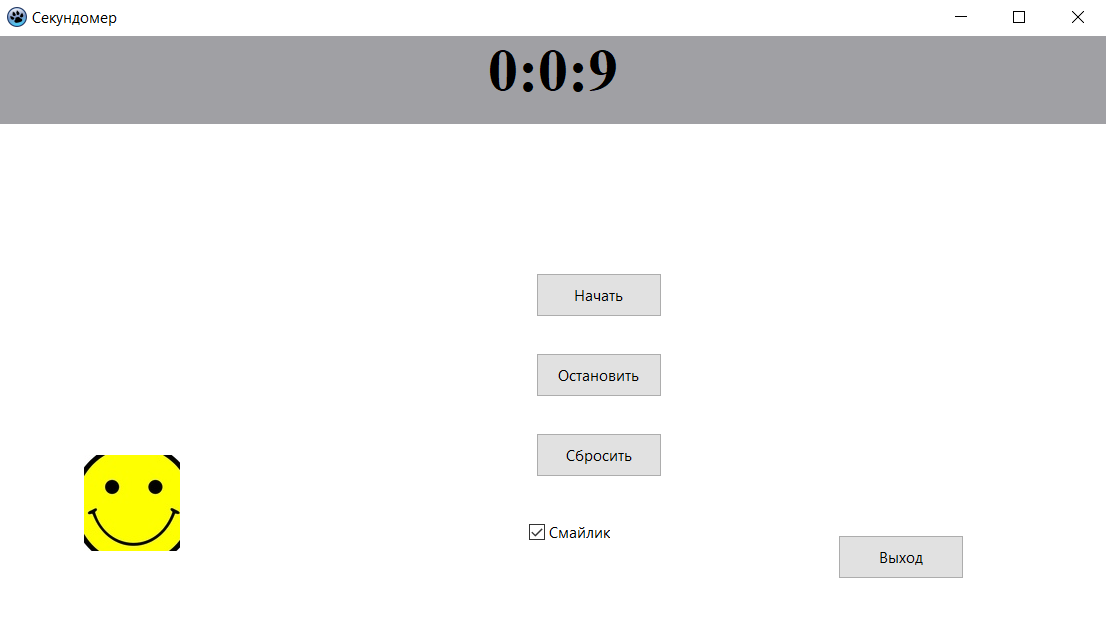 Секундомер
0:0:9
Начать
Остановить
Сбросить
Смайлик
Выход